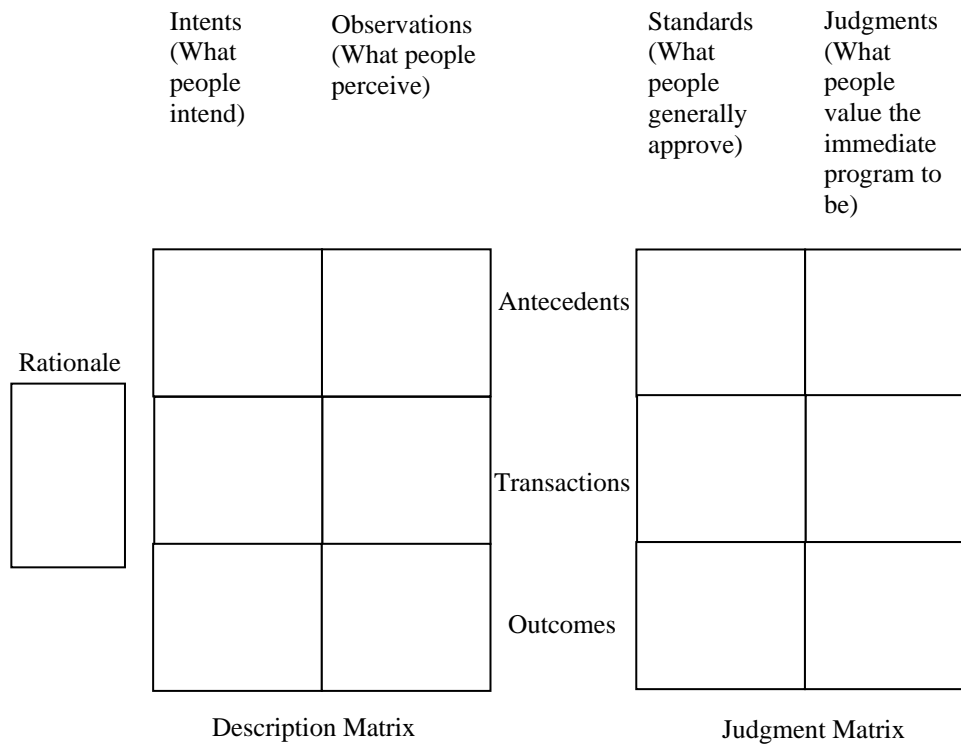 Intents
(What
people
intend)
Observations
(What people
perceive)
Standards
(What
people
generally
approve)
Judgments
(What
people
value the
immediate
program to
be)
Antecedents
Rationale
Transactions
Outcomes
Description Matrix
Judgment Matrix